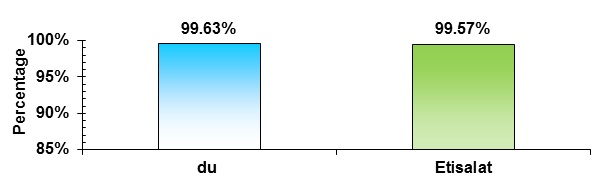 99.63%
99.57%
100%
95%
90%
85%
Percentage
du
Etisalat